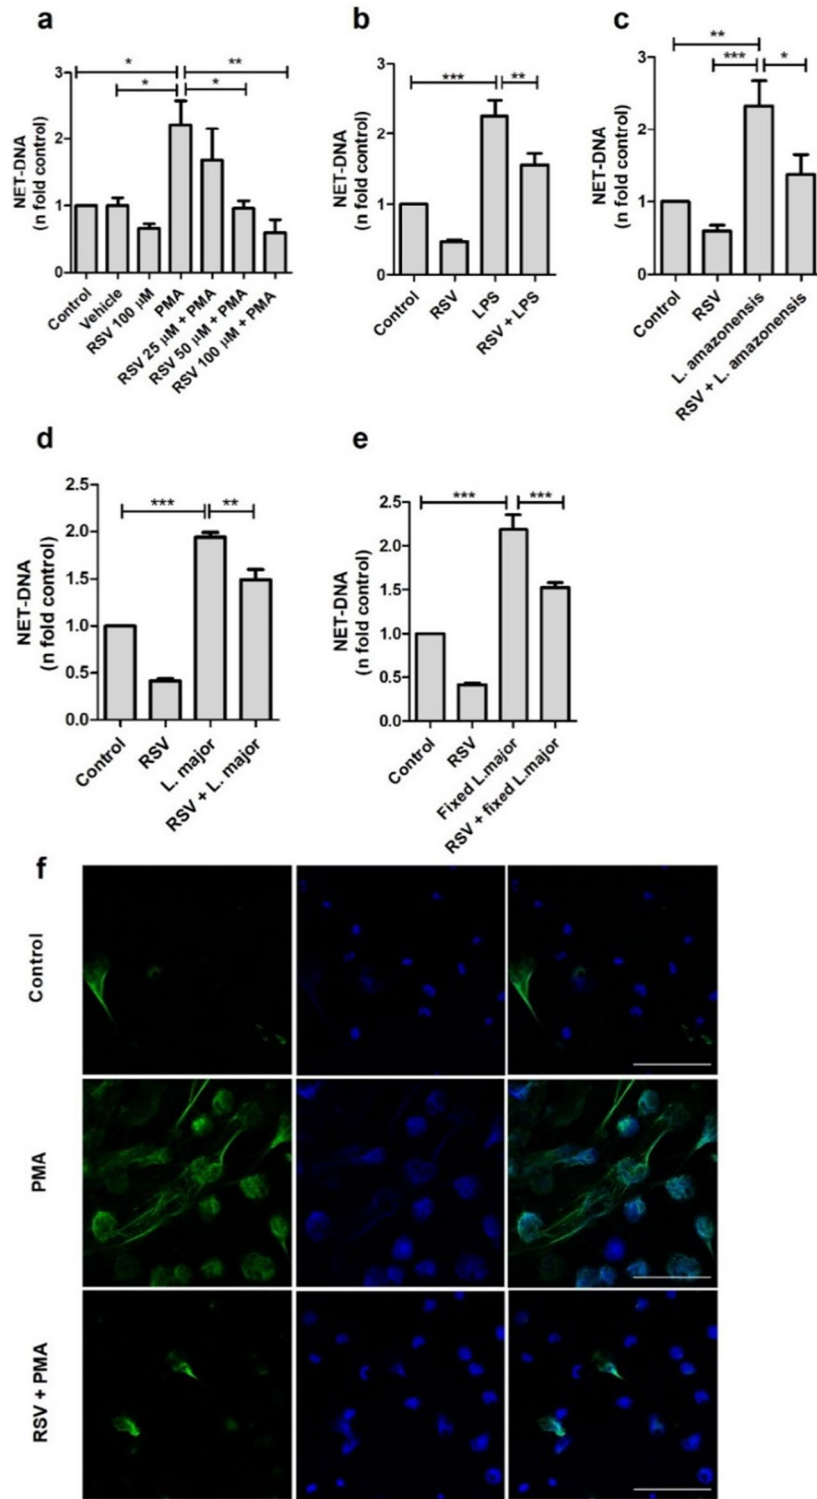 a
* **
* *
NET-DNA
(n fold control)
3
2
1
0
Control
Vehicle
RSV 100 µM
PMA
RSV 25 µM + PMA
RSV 50 µM + PMA
RSV 100 µM + PMA
b
*** **
NET-DNA
(n fold control)
3
2
1
0
Control
RSV
LPS
RSV + LPS
c
**
*** *
NET-DNA
(n fold control)
3
2
1
0
Control
RSV
L. amazonensis
RSV + L. amazonensis
d
*** **
NET-DNA
(n fold control)
2.5
2.0
1.5
1.0
0.5
0.0
Control
RSV
L. major
RSV + L. major
e
*** ***
NET-DNA
(n fold control)
2.5
2.0
1.5
1.0
0.5
0.0
Control
RSV
Fixed L.major
RSV + fixed L.major
f
Control
PMA
RSV + PMA